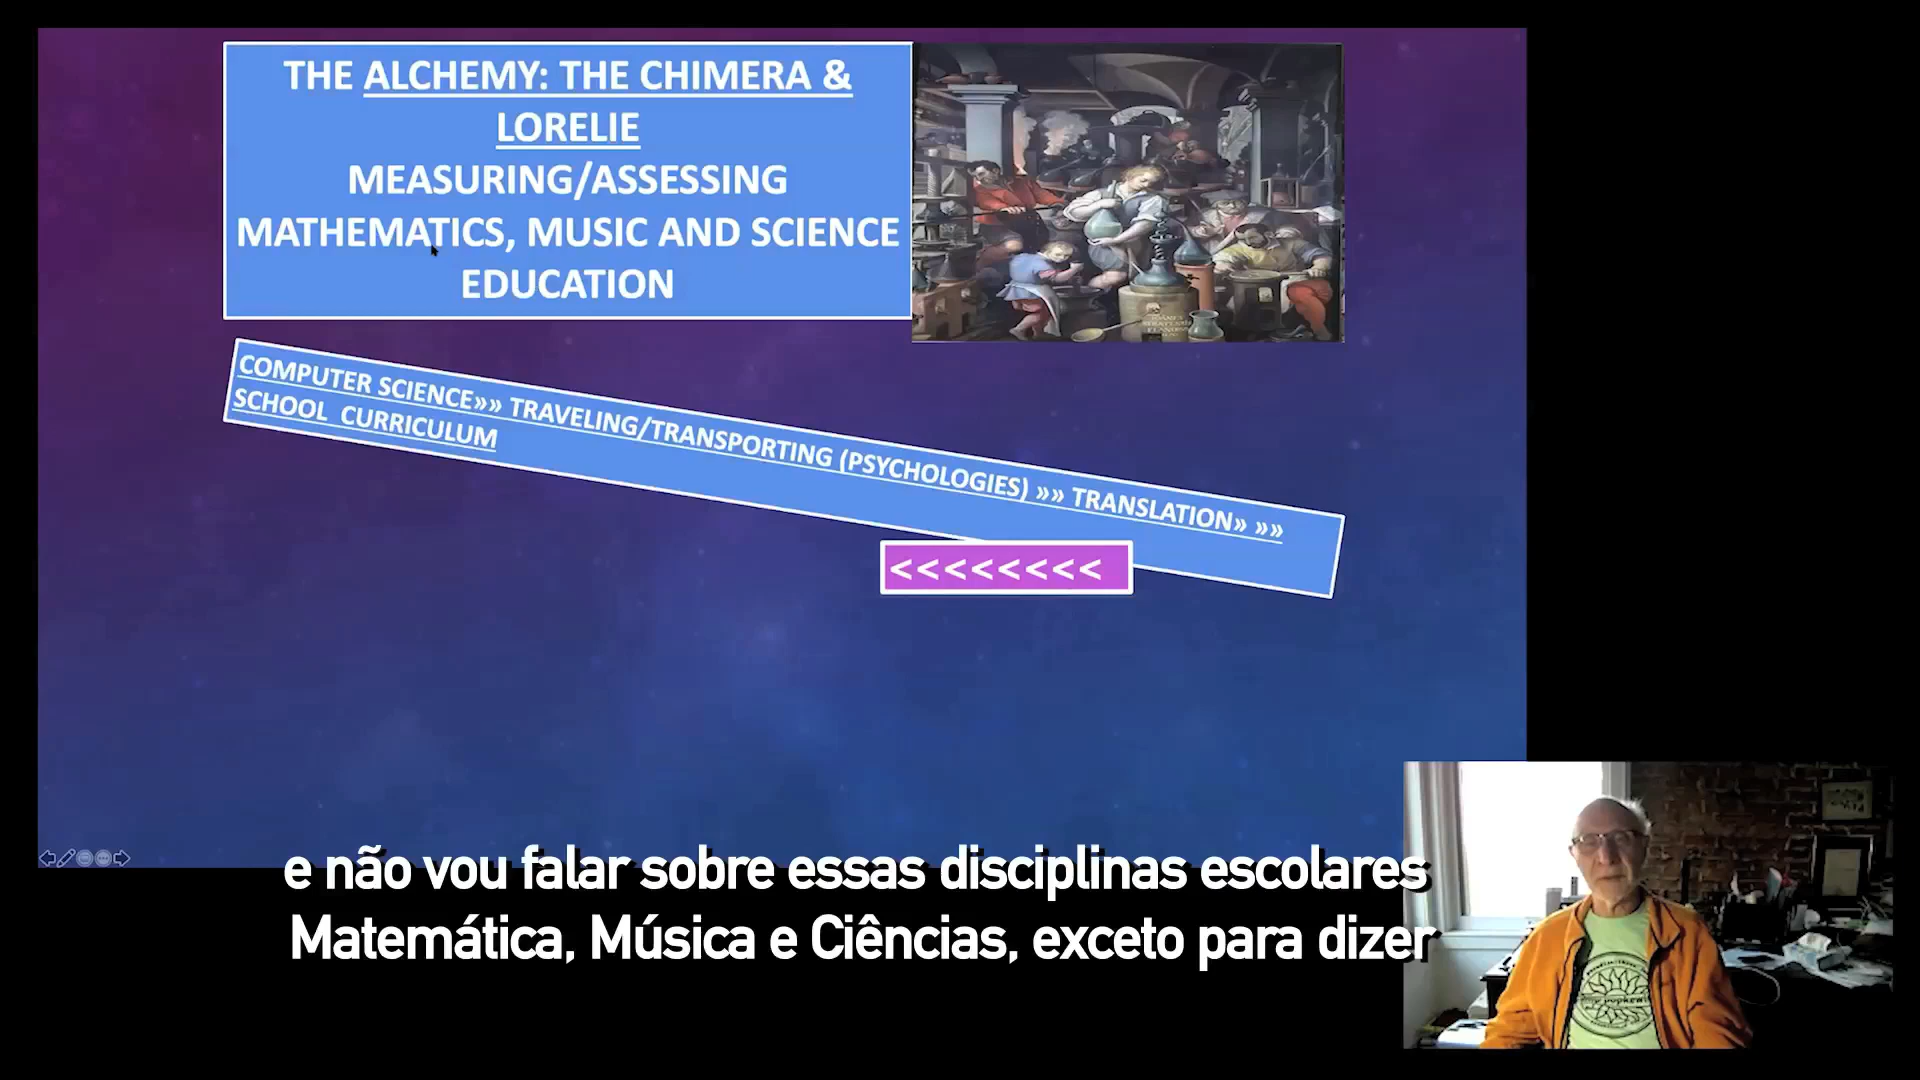 THE ALCHEMY: THE CHIMERA &
LORELIE
MEASURING/ASSESSING
MATHEMATICS, MUSIC AND SCIENCE
EDUCATION
COMPUTER SCIENCE»» TRAVELING/TRANSPORTING (PSYCHOLOGIES) »» TRANSLATION» »»
SCHOOL CURRICULUM
<<<<<<<<
e não vou falar sobre essas disciplinas escolares
Matemática, Música e Ciências, exceto para dizer